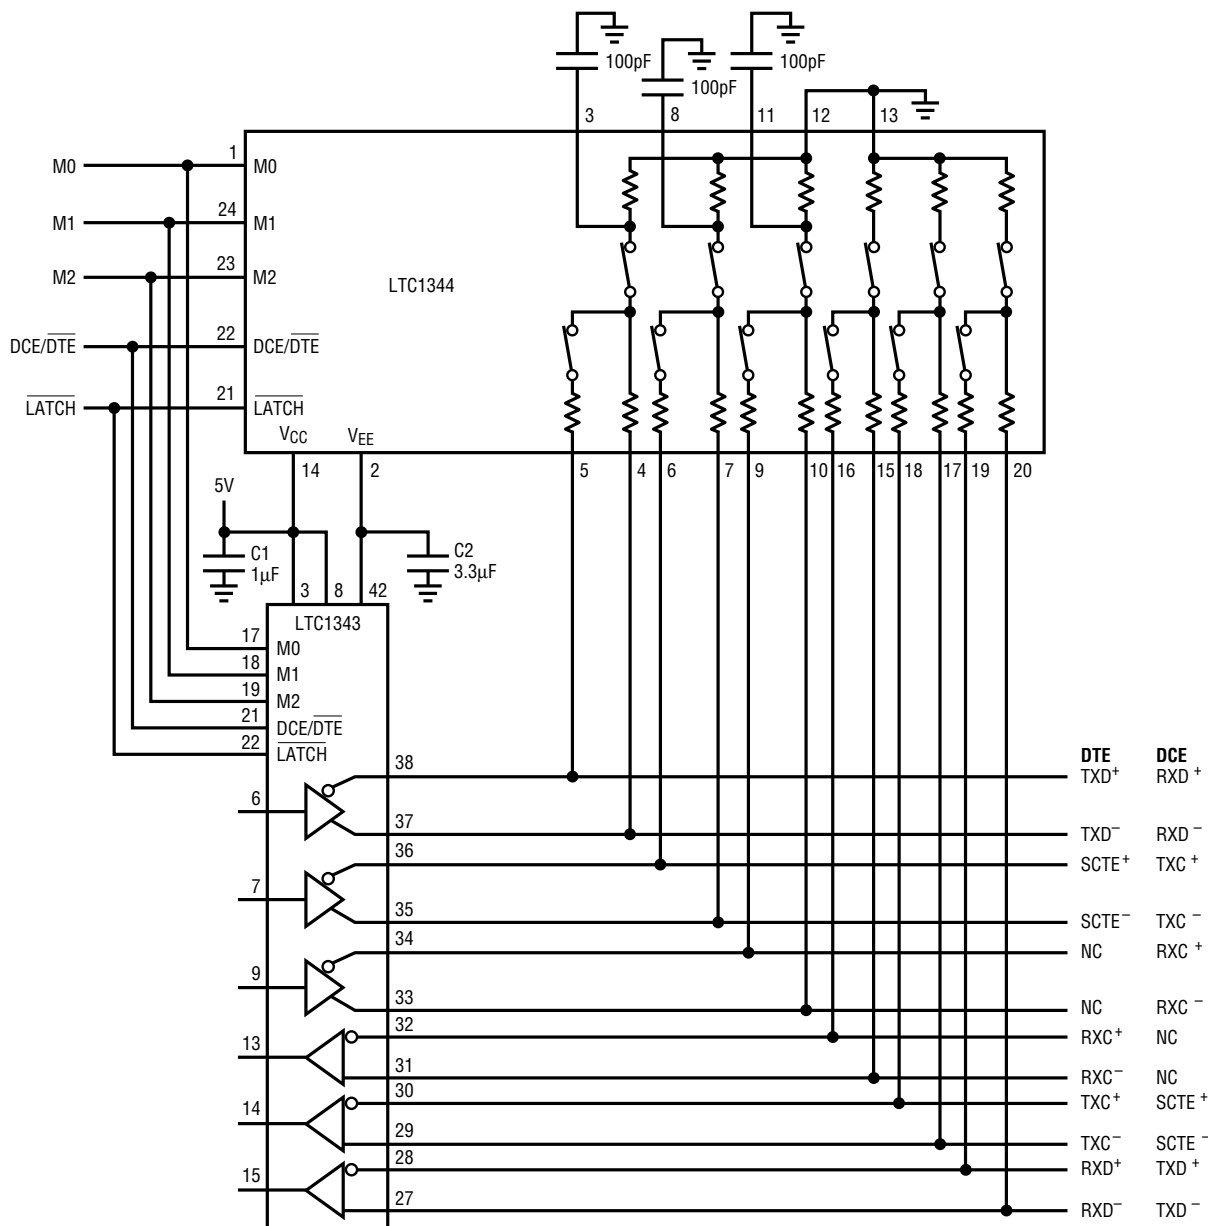 100pF
100pF
100pF
3 8 11 12 13
M0 1 M0
M1 24 M1
M2 23 M2
LTC1344
DCE/DTE 22 DCE/DTE
LATCH 21 LATCH
VCC VEE
14 2 5 4 6 7 9 10 16 15 18 17 19 20
5V
C1
1µF
C2
3.3µF
3 8 42
LTC1343
17 M0
18 M1
19 M2
21 DCE/DTE
22 LATCH
DTE DCE
38 TXD+ RXD+
6
37 TXD− RXD−
36 SCTE+ TXC+
7
35 SCTE− TXC−
34 NC RXC+
9
33 NC RXC−
32 RXC+ NC
13
31 RXC− NC
30 TXC+ SCTE+
14
29 TXC− SCTE−
28 RXD+ TXD+
15
27 RXD− TXD−